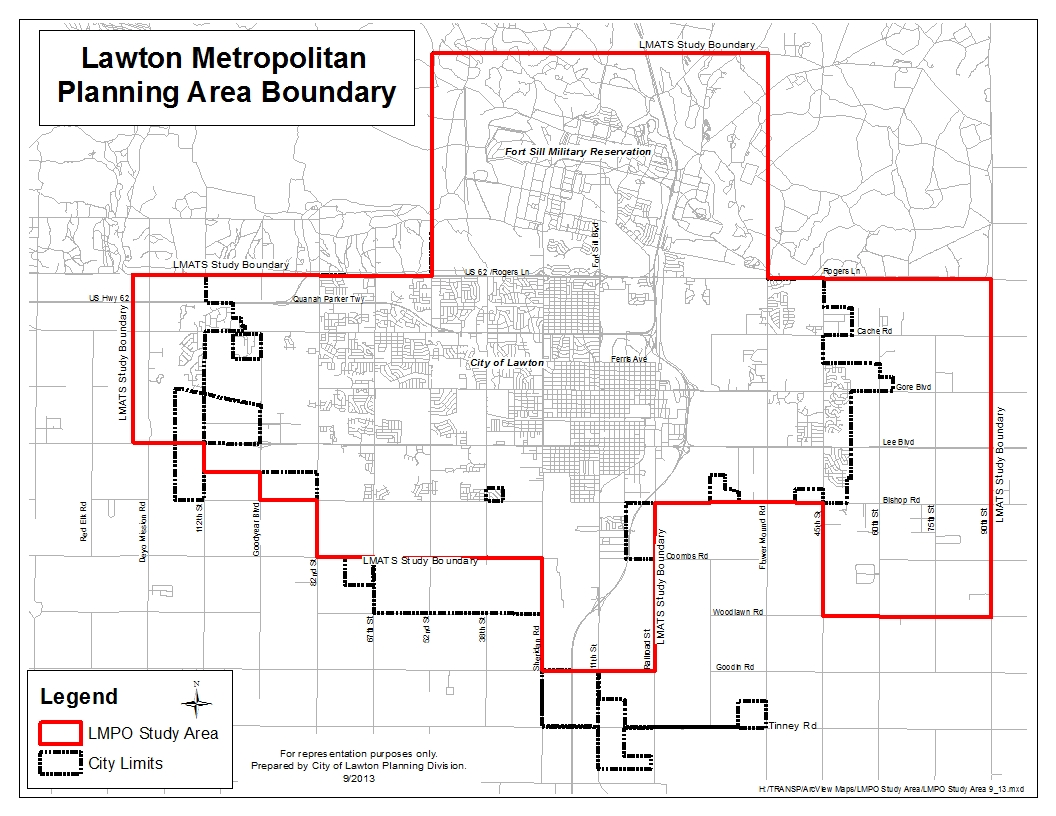 Lawton Metropolitan
Planning Area Boundary
LMATS Study Boundary
Fort Sill Military Reservation
Fort Sill Blvd
LMATS Study Boundary
US 62 /Rogers Ln
Rogers Ln
US Hwy 62
Quanah Parker Twy
LMATS Study Boundary
Cache Rd
City of Lawton
Ferris Ave
Gore Blvd
LMATS Study Boundary
Lee Blvd
Bishop Rd
Red Elk Rd
Deyo Mission Rd
112th St
Goodyear Blvd
82nd St
Flower Mound Rd
45th St
60th St
75th St
90th St
LMATS Study Boundary
Coombs Rd
LMATS Study Boundary
67th St
52nd St
38th St
Sheridan Rd
11th St
Railroad St
Woodlawn Rd
Goodin Rd
Tinney Rd
N
Legend
LMPO Study Area
City Limits
For representation purposes only.
Prepared by City of Lawton Planning Division.
9/2013
H:/TRANSP/ArcView Maps/LMPO Study Area/LMPO Study Area 9_13.mxd